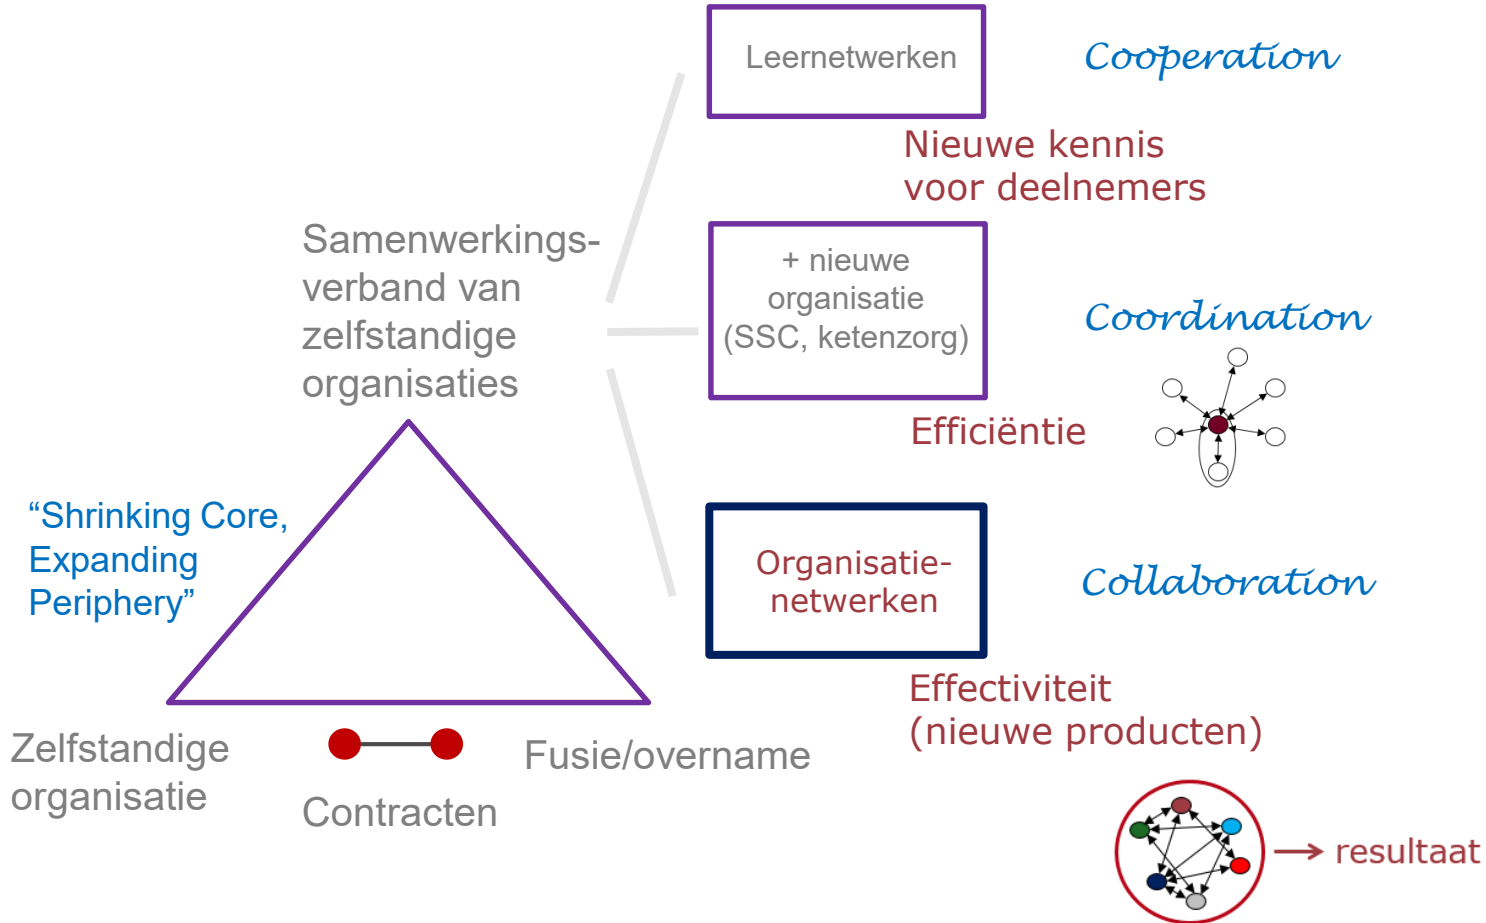 Leernetwerken
Cooperation
Nieuwe kennis
voor deelnemers
Samenwerkings-
verband van
zelfstandige
organisaties
+ nieuwe
organisatie
(SSC, ketenzorg)
Coordination
Efficiëntie
“Shrinking Core,
Expanding
Periphery”
Organisatie-
netwerken
Collaboration
Effectiviteit
(nieuwe producten)
Zelfstandige
organisatie
Contracten
Fusie/overname
resultaat